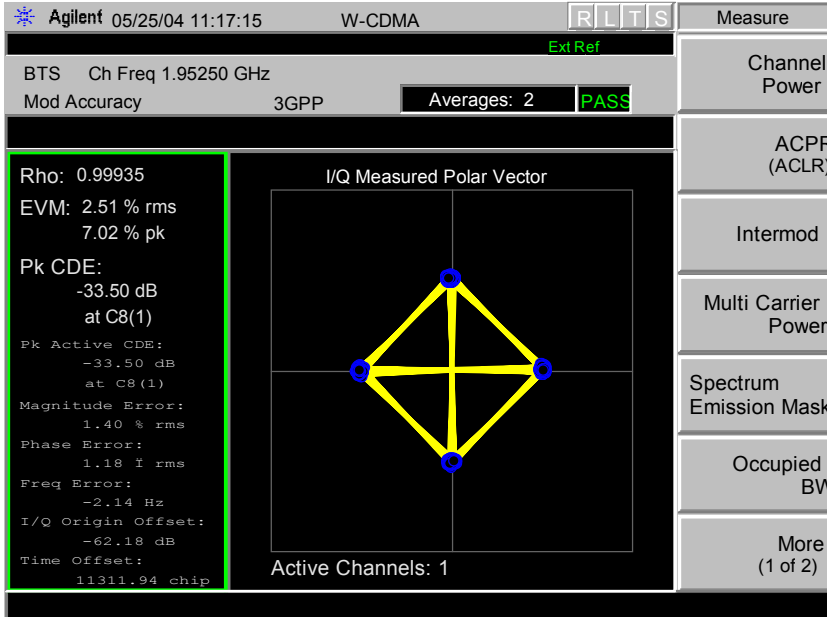 Agilent 05/25/04 11:17:15 W-CDMA R L T S Measure
Ext Ref
BTS Ch Freq 1.95250 GHz
Mod Accuracy 3GPP Averages: 2 PASS
Rho: 0.99935
EVM: 2.51 % rms
7.02 % pk
Pk CDE:
-33.50 dB
at C8(1)
Pk Active CDE:
-33.50 dB
at C8(1)
Magnitude Error:
1.40 % rms
Phase Error:
1.18 Ï rms
Freq Error:
-2.14 Hz
I/Q Origin Offset:
-62.18 dB
Time Offset:
11311.94 chip
I/Q Measured Polar Vector
Active Channels: 1
Channel
Power
ACPR
(ACLR)
Intermod
Multi Carrier
Power
Spectrum
Emission Mask
Occupied
BW
More
(1 of 2)